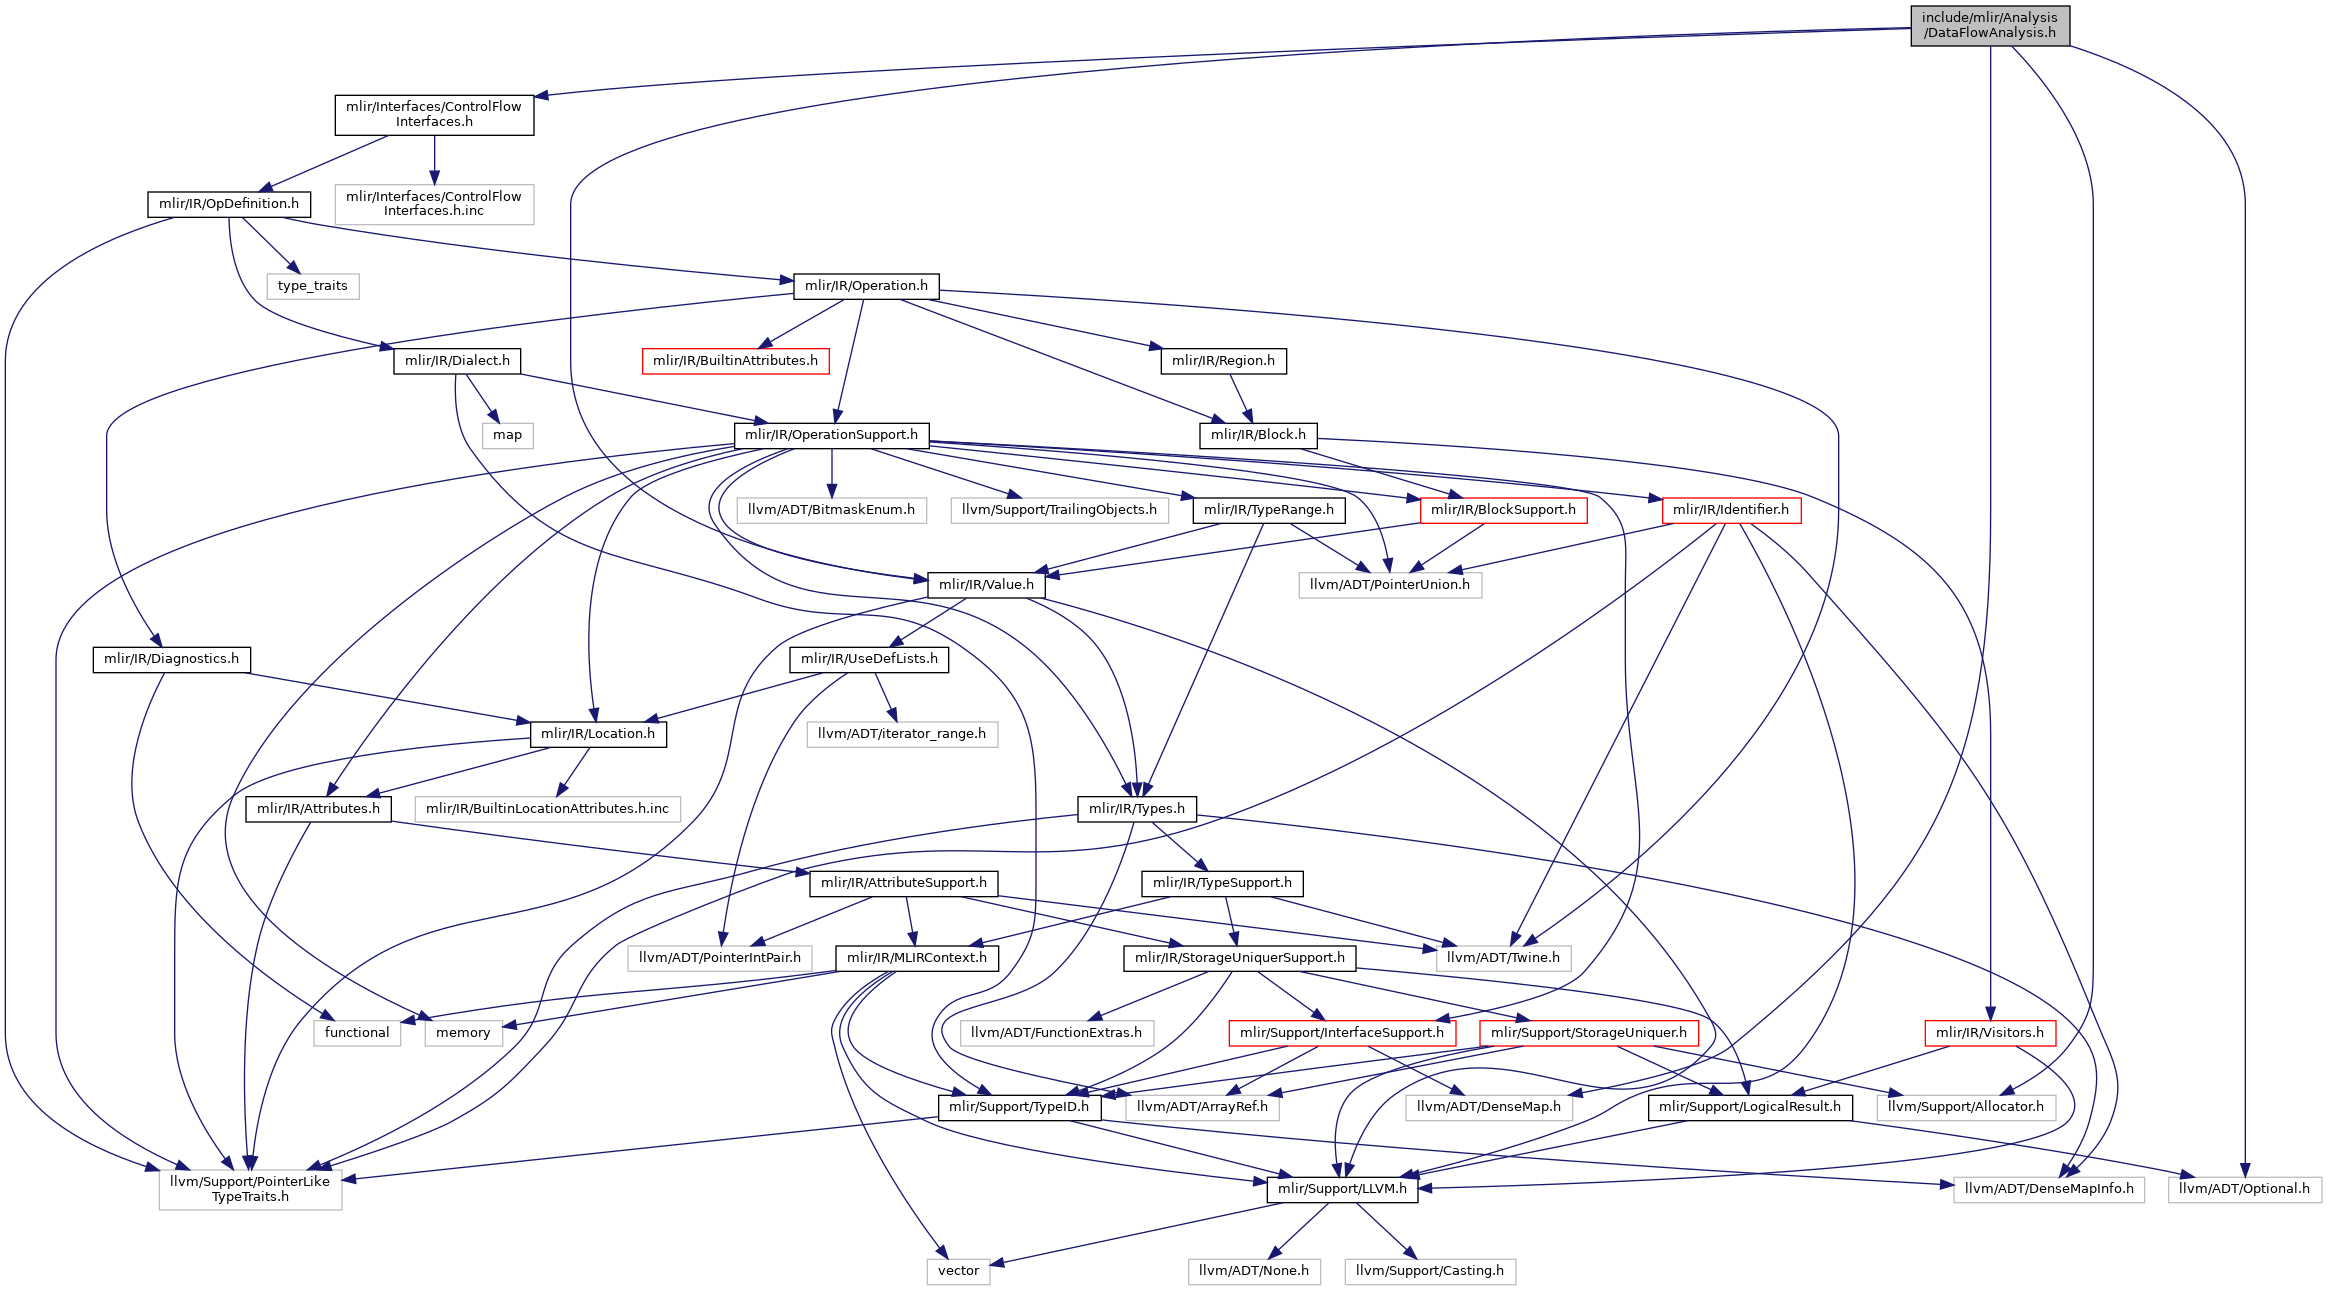 include/mlir/Analysis
/DataFlowAnalysis.h
mlir/Interfaces/ControlFlow
Interfaces.h
mlir/IR/OpDefinition.h
mlir/Interfaces/ControlFlow
Interfaces.h.inc
type_traits
mlir/IR/Operation.h
mlir/IR/Dialect.h
mlir/IR/BuiltinAttributes.h
mlir/IR/Region.h
map
mlir/IR/OperationSupport.h
mlir/IR/Block.h
llvm/ADT/BitmaskEnum.h
llvm/Support/TrailingObjects.h
mlir/IR/TypeRange.h
mlir/IR/BlockSupport.h
mlir/IR/Identifier.h
mlir/IR/Value.h
llvm/ADT/PointerUnion.h
mlir/IR/Diagnostics.h
mlir/IR/UseDefLists.h
mlir/IR/Location.h
llvm/ADT/iterator_range.h
mlir/IR/Attributes.h
mlir/IR/BuiltinLocationAttributes.h.inc
mlir/IR/Types.h
mlir/IR/AttributeSupport.h
mlir/IR/TypeSupport.h
llvm/ADT/PointerIntPair.h
mlir/IR/MLIRContext.h
mlir/IR/StorageUniquerSupport.h
llvm/ADT/Twine.h
functional
memory
llvm/ADT/FunctionExtras.h
mlir/Support/InterfaceSupport.h
mlir/Support/StorageUniquer.h
mlir/IR/Visitors.h
mlir/Support/TypeID.h
llvm/ADT/ArrayRef.h
llvm/ADT/DenseMap.h
mlir/Support/LogicalResult.h
llvm/Support/Allocator.h
llvm/Support/PointerLike
TypeTraits.h
mlir/Support/LLVM.h
llvm/ADT/DenseMapInfo.h
llvm/ADT/Optional.h
vector
llvm/ADT/None.h
llvm/Support/Casting.h